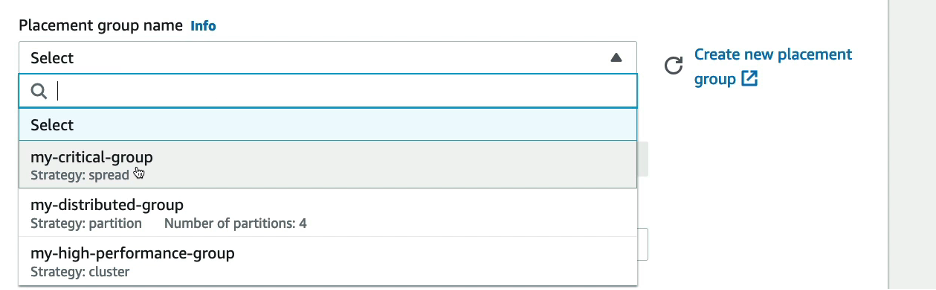 Placement group name Info
Select
Create new placement
group
Select
my-critical-group
Strategy: spread
my-distributed-group
Strategy: partition Number of partitions: 4
my-high-performance-group
Strategy: cluster